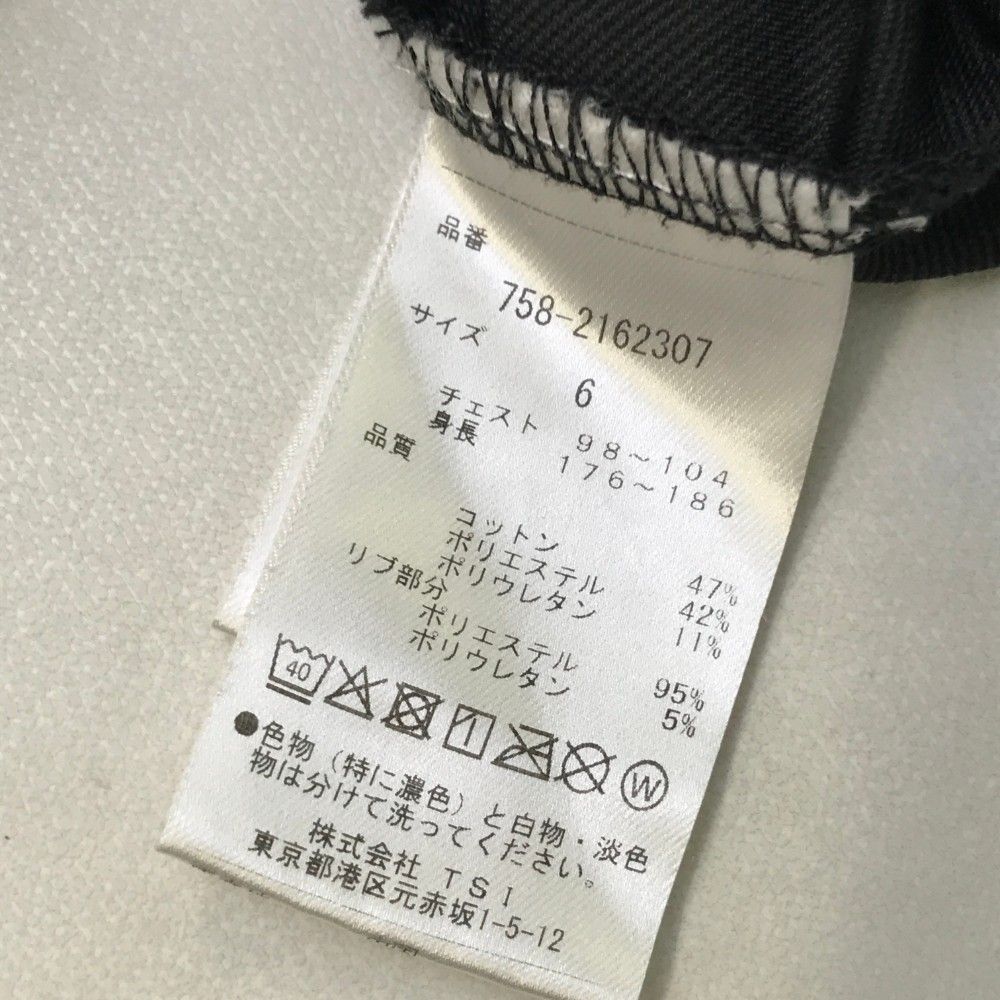 品番
758-2162307
サイズ
6
チェスト 98～104
身長 176～186
品質
コットン 47%
ポリエステル 42%
ポリウレタン 11%
リブ部分
ポリエステル 95%
ポリウレタン 5%
40
W
●色物（特に濃色）と白物・淡色
物は分けて洗ってください。
株式会社 TSI
東京都港区元赤坂1-5-12